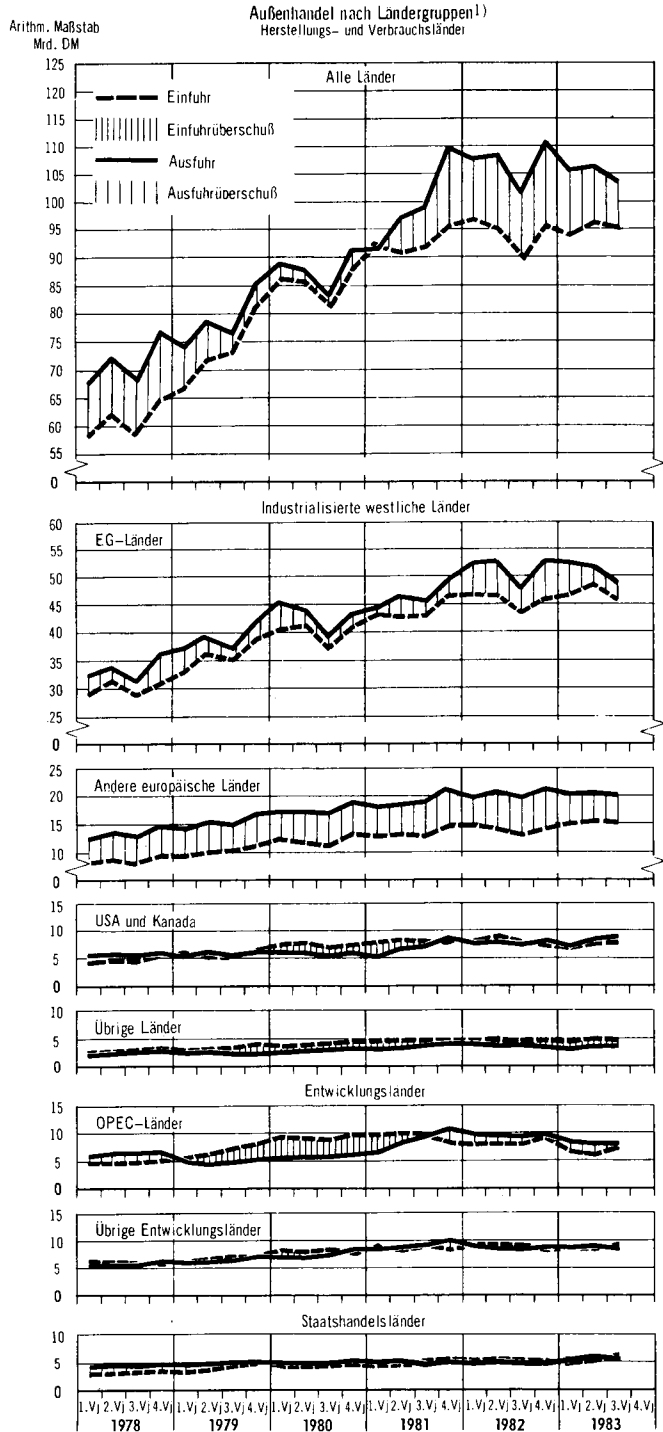 Außenhandel nach Ländergruppen1)
Herstellungs- und Verbrauchsländer
Arithm. Maßstab
Mrd. DM
Alle Länder
125
120
115
110
105
100
95
90
85
80
75
70
65
60
55
0
Einfuhr
Einfuhrüberschuß
Ausfuhr
Ausfuhrüberschuß
Industrialisierte westliche Länder
EG-Länder
60
55
50
45
40
35
30
25
0
Andere europäische Länder
25
20
15
10
0
USA und Kanada
15
10
5
0
Übrige Länder
10
5
0
Entwicklungsländer
OPEC-Länder
15
10
5
0
Übrige Entwicklungsländer
15
10
5
0
Staatshandelsländer
10
5
0
1.Vj 2.Vj 3.Vj 4.Vj 1.Vj 2.Vj 3.Vj 4.Vj 1.Vj 2.Vj 3.Vj 4.Vj 1.Vj 2.Vj 3.Vj 4.Vj 1.Vj 2.Vj 3.Vj 4.Vj 1.Vj 2.Vj 3.Vj 4.Vj
1978 1979 1980 1981 1982 1983